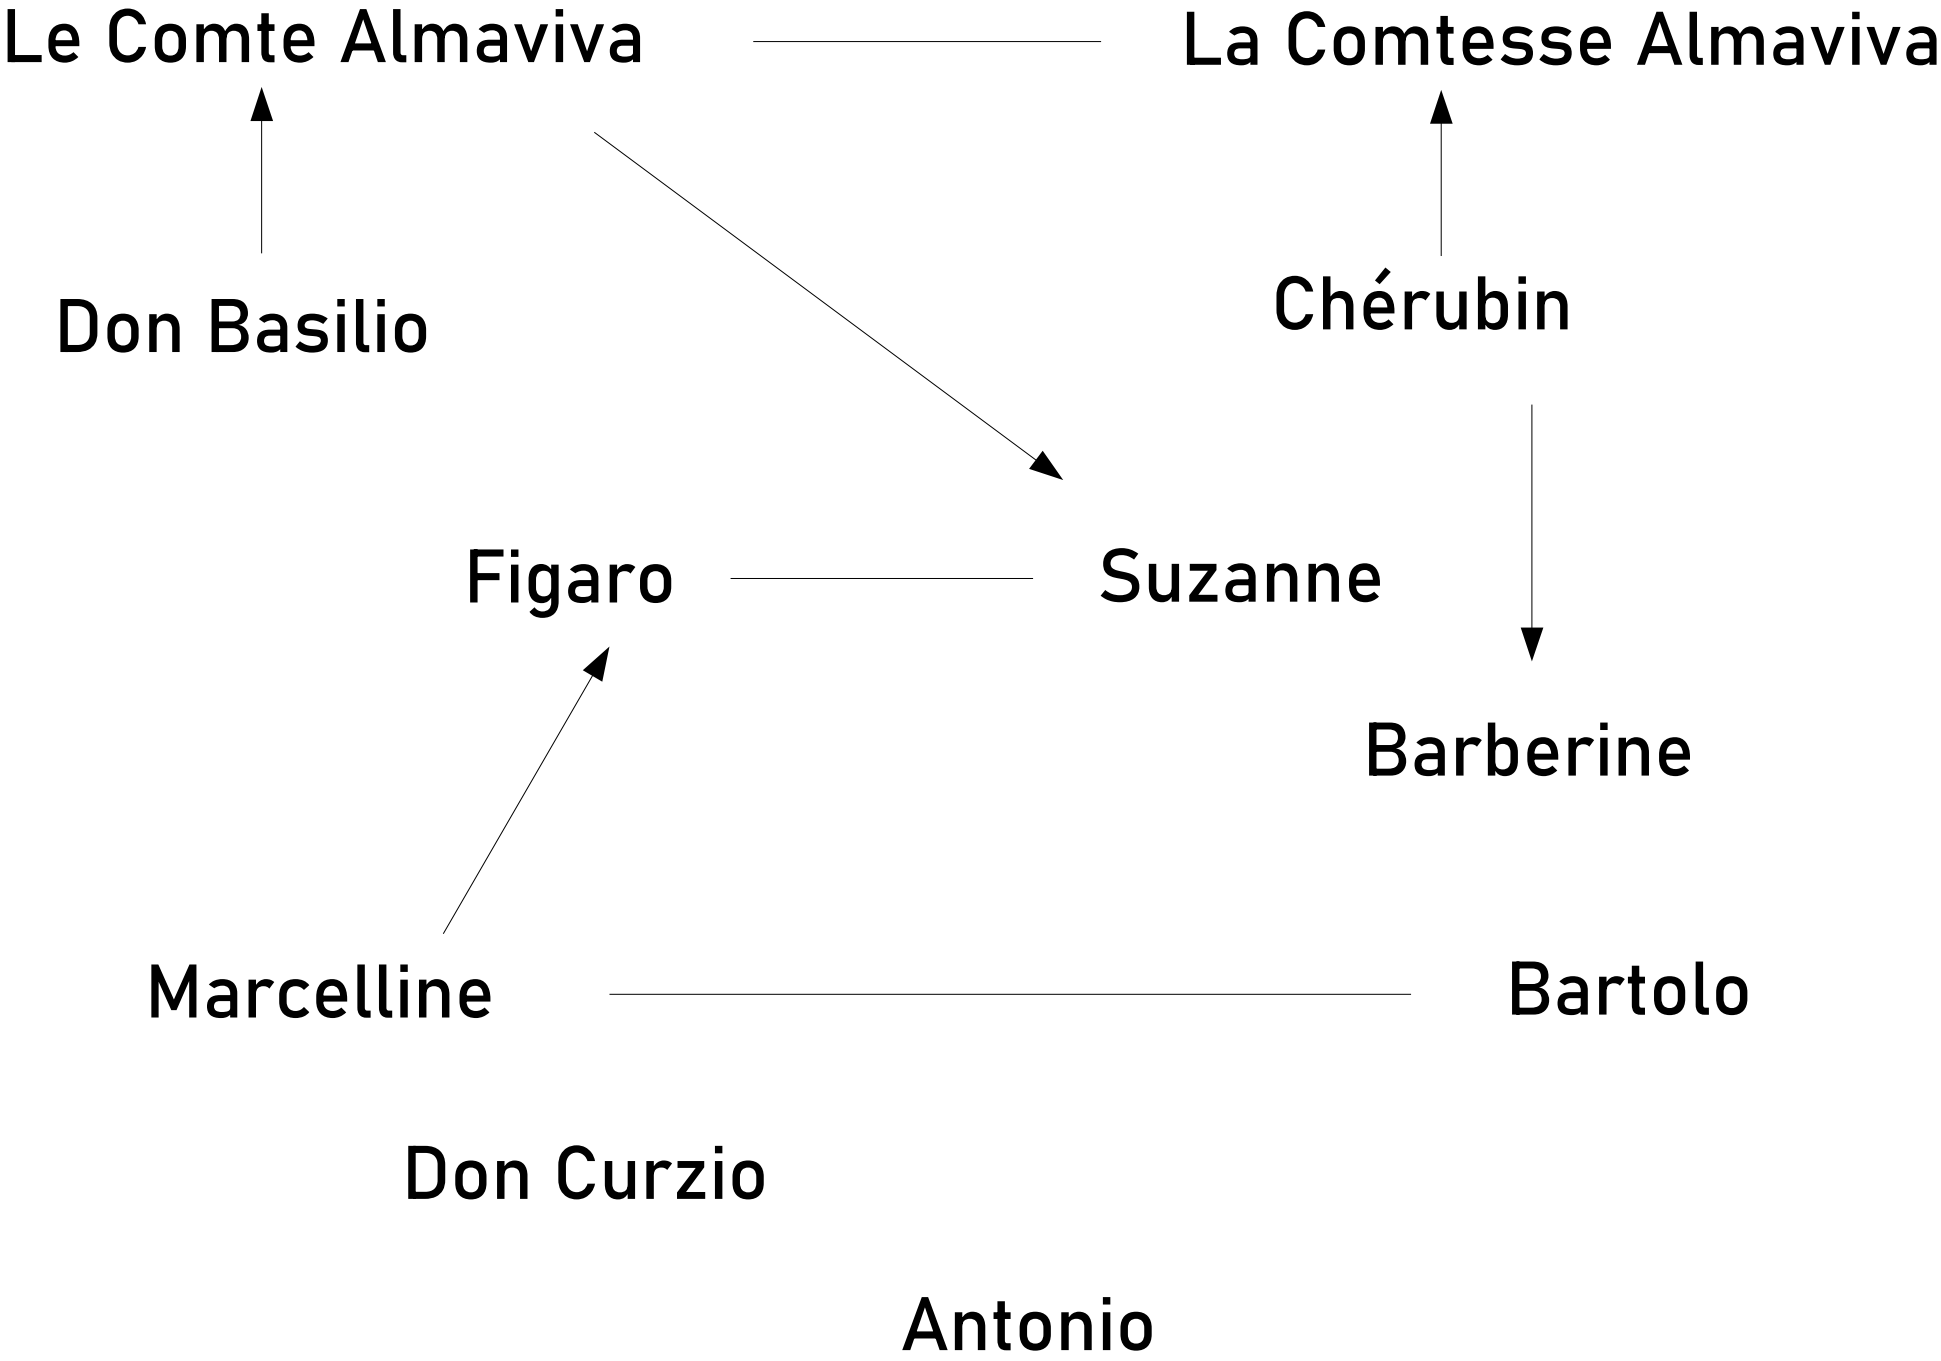 Le Comte Almaviva
La Comtesse Almaviva
Don Basilio
Chérubin
Figaro
Suzanne
Barberine
Marcelline
Bartolo
Don Curzio
Antonio